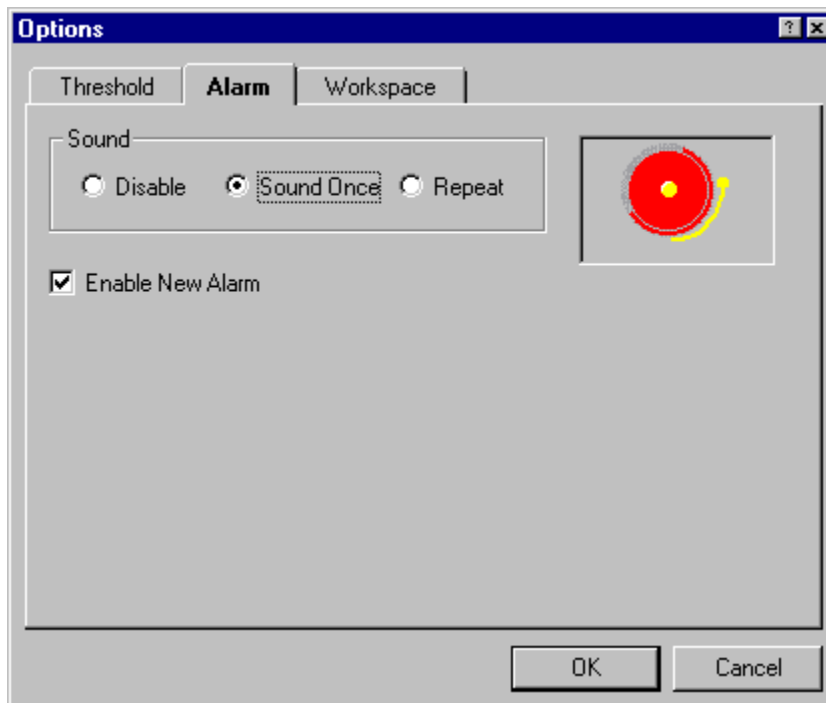 Options
Threshold Alarm Workspace
Sound
Disable Sound Once Repeat
Enable New Alarm
OK Cancel